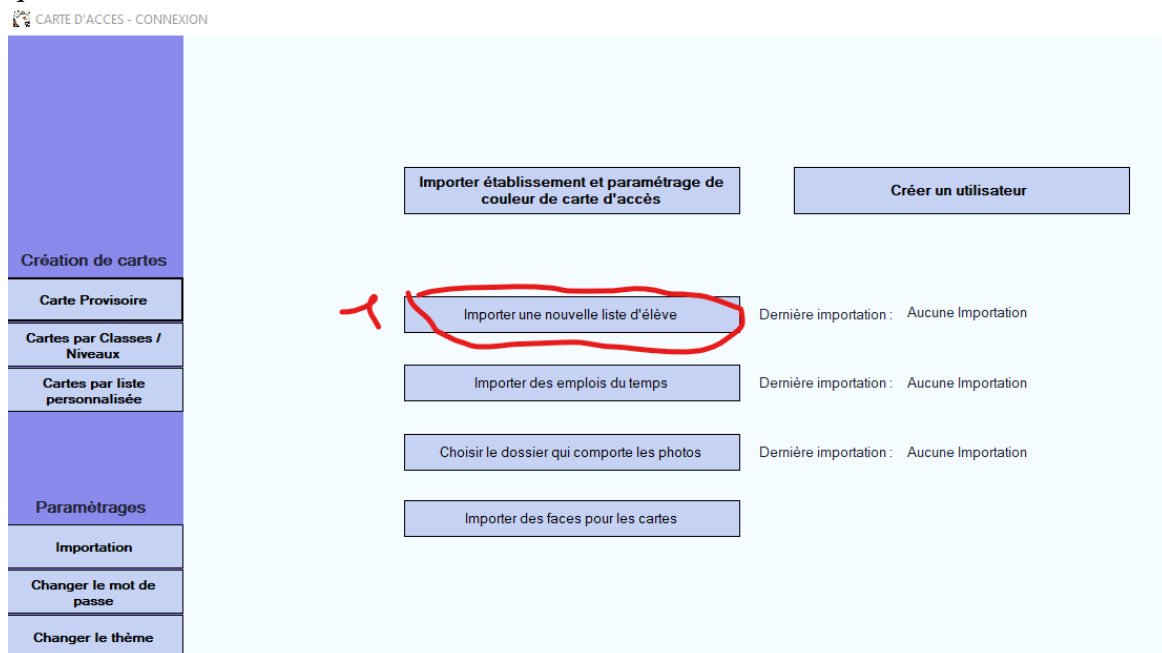 CARTE D'ACCES - CONNEXION
Importer établissement et paramétrage de
couleur de carte d'accès
Créer un utilisateur
Création de cartes
Carte Provisoire
Importer une nouvelle liste d'élève
Dernière importation : Aucune Importation
Cartes par Classes /
Niveaux
Cartes par liste
personnalisée
Importer des emplois du temps
Dernière importation : Aucune Importation
Choisir le dossier qui comporte les photos
Dernière importation : Aucune Importation
Paramètrages
Importer des faces pour les cartes
Importation
Changer le mot de
passe
Changer le thème